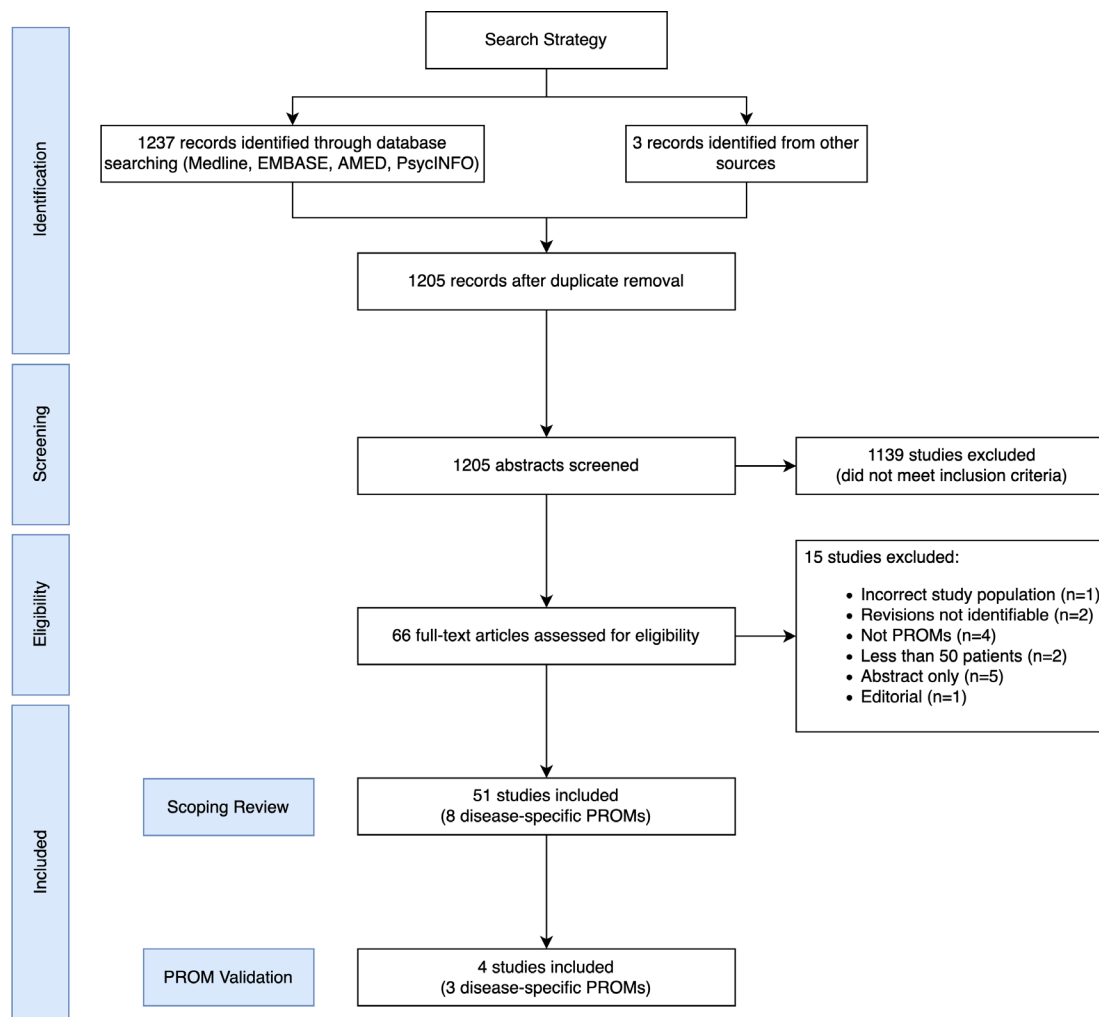 Search Strategy
Identification
1237 records identified through database
searching (Medline, EMBASE, AMED, PsycINFO)
3 records identified from other
sources
1205 records after duplicate removal
Screening
1205 abstracts screened
1139 studies excluded
(did not meet inclusion criteria)
Eligibility
66 full-text articles assessed for eligibility
15 studies excluded:
• Incorrect study population (n=1)
• Revisions not identifiable (n=2)
• Not PROMs (n=4)
• Less than 50 patients (n=2)
• Abstract only (n=5)
• Editorial (n=1)
Included
Scoping Review
51 studies included
(8 disease-specific PROMs)
PROM Validation
4 studies included
(3 disease-specific PROMs)